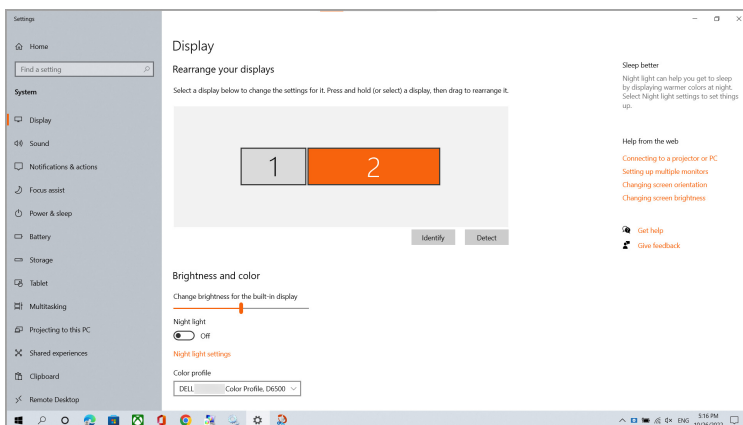 Settings
Home
Find a setting
System
Display
Sound
Notifications & actions
Focus assist
Power & sleep
Battery
Storage
Tablet
Multitasking
Projecting to this PC
Shared experiences
Clipboard
Remote Desktop
Display
Rearrange your displays
Select a display below to change the settings for it. Press and hold (or select) a display, then drag to rearrange it.
1 2
Identify Detect
Brightness and color
Change brightness for the built-in display
Night light
Off
Night light settings
Color profile
DELL Color Profile, D6500
Sleep better
Night light can help you get to sleep
by displaying warmer colors at night.
Select Night light settings to set things
up.
Help from the web
Connecting to a projector or PC
Setting up multiple monitors
Changing screen orientation
Changing screen brightness
Get help
Give feedback
ENG 5:16 PM